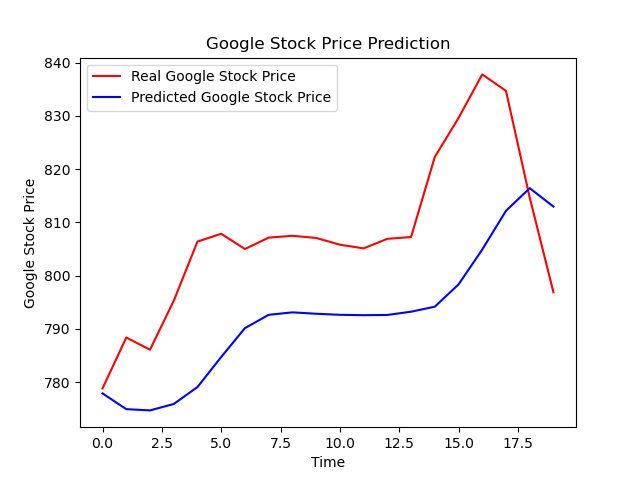 Google Stock Price Prediction
Real Google Stock Price
Predicted Google Stock Price
Google Stock Price
840
830
820
810
800
790
780
0.0 2.5 5.0 7.5 10.0 12.5 15.0 17.5
Time